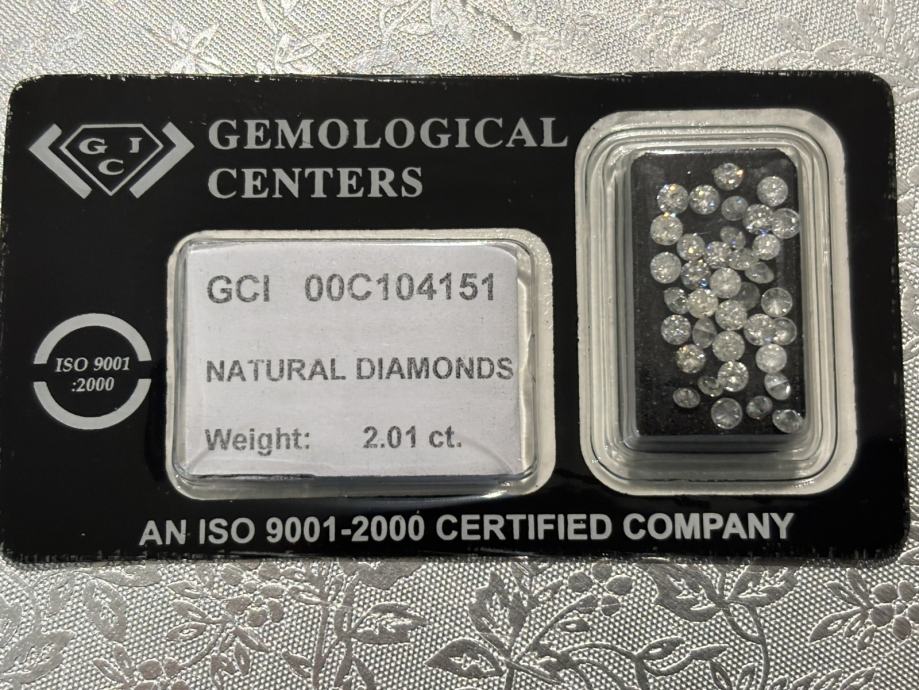 G C I
GEMOLOGICAL
CENTERS
GCI 00C104151
NATURAL DIAMONDS
Weight: 2.01 ct.
ISO 9001
:2000
AN ISO 9001-2000 CERTIFIED COMPANY